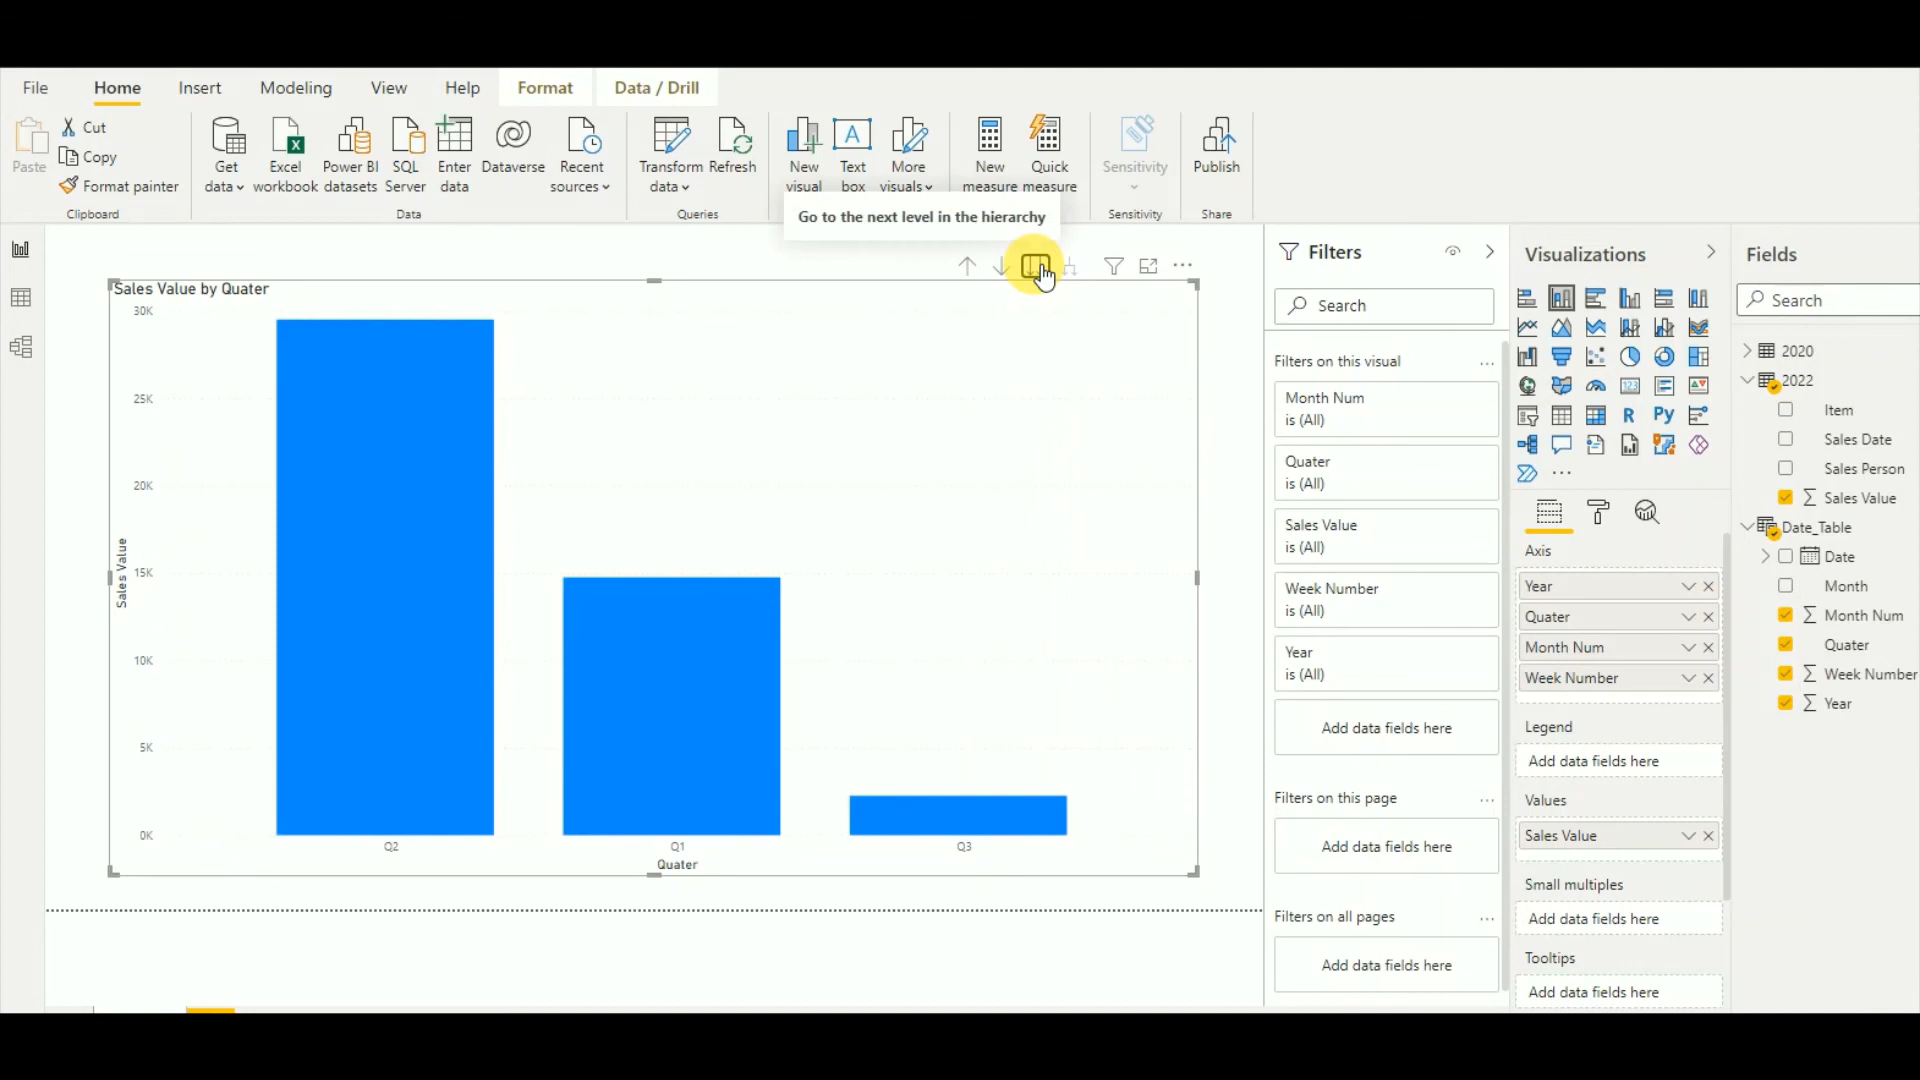 File Home Insert Modeling View Help Format Data / Drill
Paste
Cut
Copy
Format painter
Clipboard
Get data
Excel workbook
Power BI datasets
SQL Server
Enter data
Dataverse
Recent sources
Data
Transform data
Refresh
Queries
New visual
Text box
More visuals
New measure
Quick measure
Sensitivity
Sensitivity
Publish
Share
Go to the next level in the hierarchy
Sales Value by Quater
30K
25K
20K
15K
10K
5K
0K
Sales Value
Q2 Q1 Q3
Quater
Filters
Search
Filters on this visual
Month Num
is (All)
Quater
is (All)
Sales Value
is (All)
Week Number
is (All)
Year
is (All)
Add data fields here
Filters on this page
Add data fields here
Filters on all pages
Add data fields here
Visualizations
123
R
Py
Axis
Year
Quater
Month Num
Week Number
Legend
Add data fields here
Values
Sales Value
Small multiples
Add data fields here
Tooltips
Add data fields here
Fields
Search
2020
2022
Item
Sales Date
Sales Person
Sales Value
Date_Table
Date
Month
Month Num
Quater
Week Number
Year